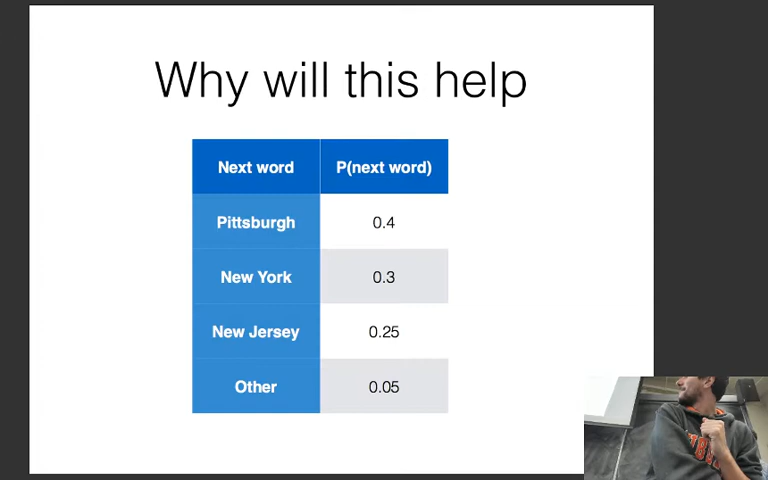 Why will this help
Next word P(next word)
Pittsburgh 0.4
New York 0.3
New Jersey 0.25
Other 0.05